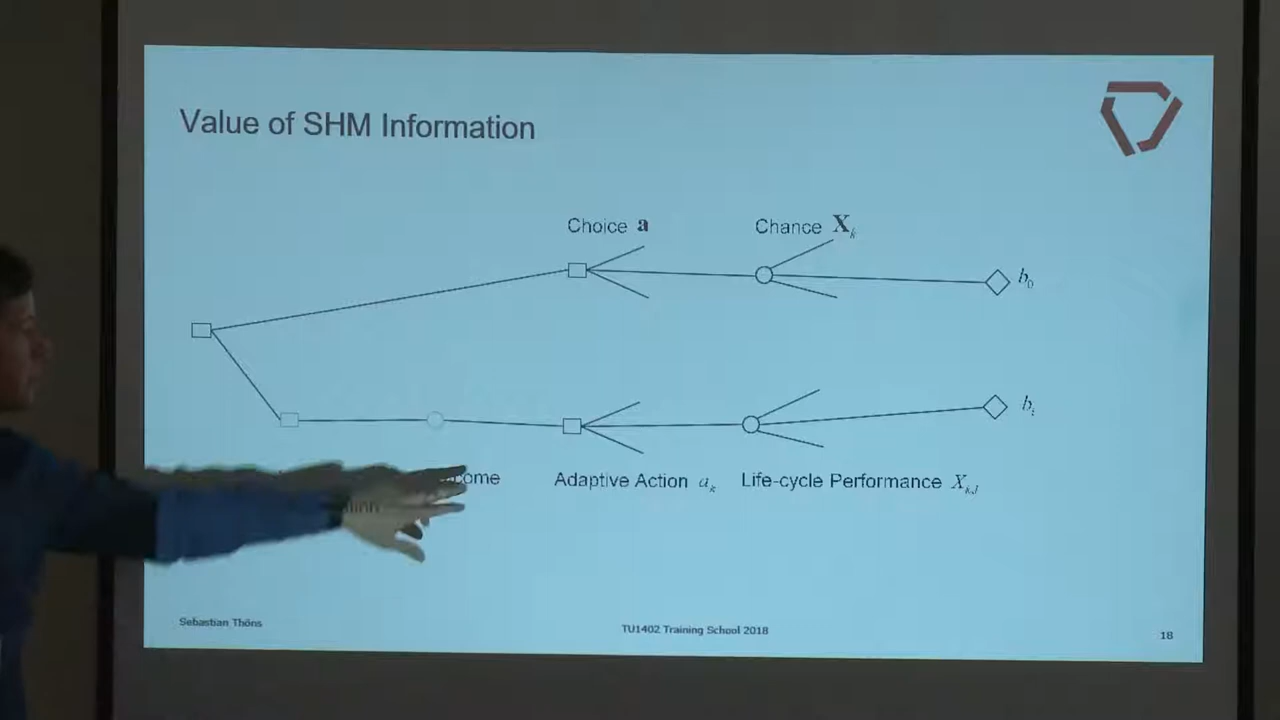 Value of SHM Information
Choice a Chance X_k
b_0
b_i
Adaptive Action a_k Life-cycle Performance X_k,l
Sebastian Thöns
TU1402 Training School 2018
18